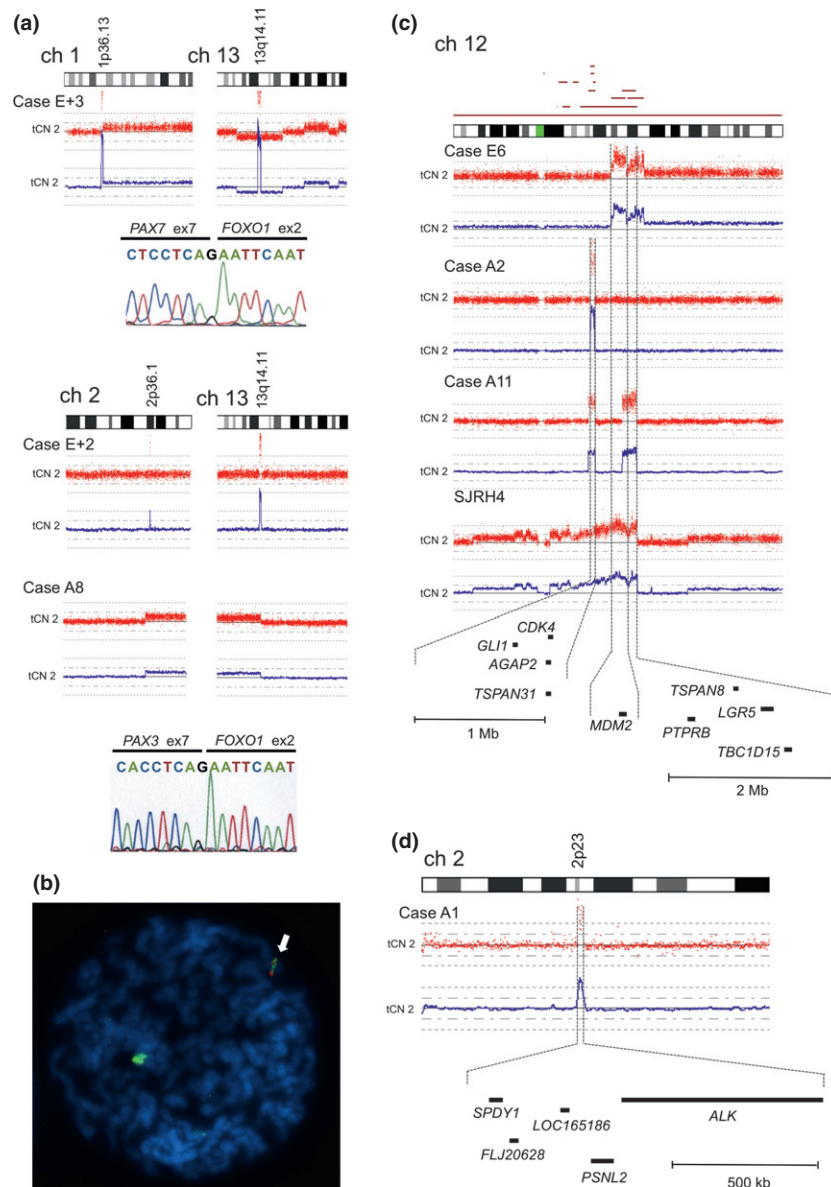 (a)
1p36.13
13q14.11
ch 1
ch 13
Case E+3
tCN 2
tCN 2
PAX7 ex7 FOXO1 ex2
CTCCTCAGAATTCAAT
2p36.1
13q14.11
ch 2
ch 13
Case E+2
tCN 2
tCN 2
Case A8
tCN 2
tCN 2
PAX3 ex7 FOXO1 ex2
CACCTCAGAATTCAAT
(b)
(c)
ch 12
Case E6
tCN 2
tCN 2
Case A2
tCN 2
tCN 2
Case A11
tCN 2
tCN 2
SJRH4
tCN 2
tCN 2
CDK4
GLI1
AGAP2
TSPAN31
1 Mb
MDM2
TSPAN8
LGR5
PTPRB
TBC1D15
2 Mb
(d)
2p23
ch 2
Case A1
tCN 2
tCN 2
SPDY1
LOC165186
ALK
FLJ20628
PSNL2
500 kb